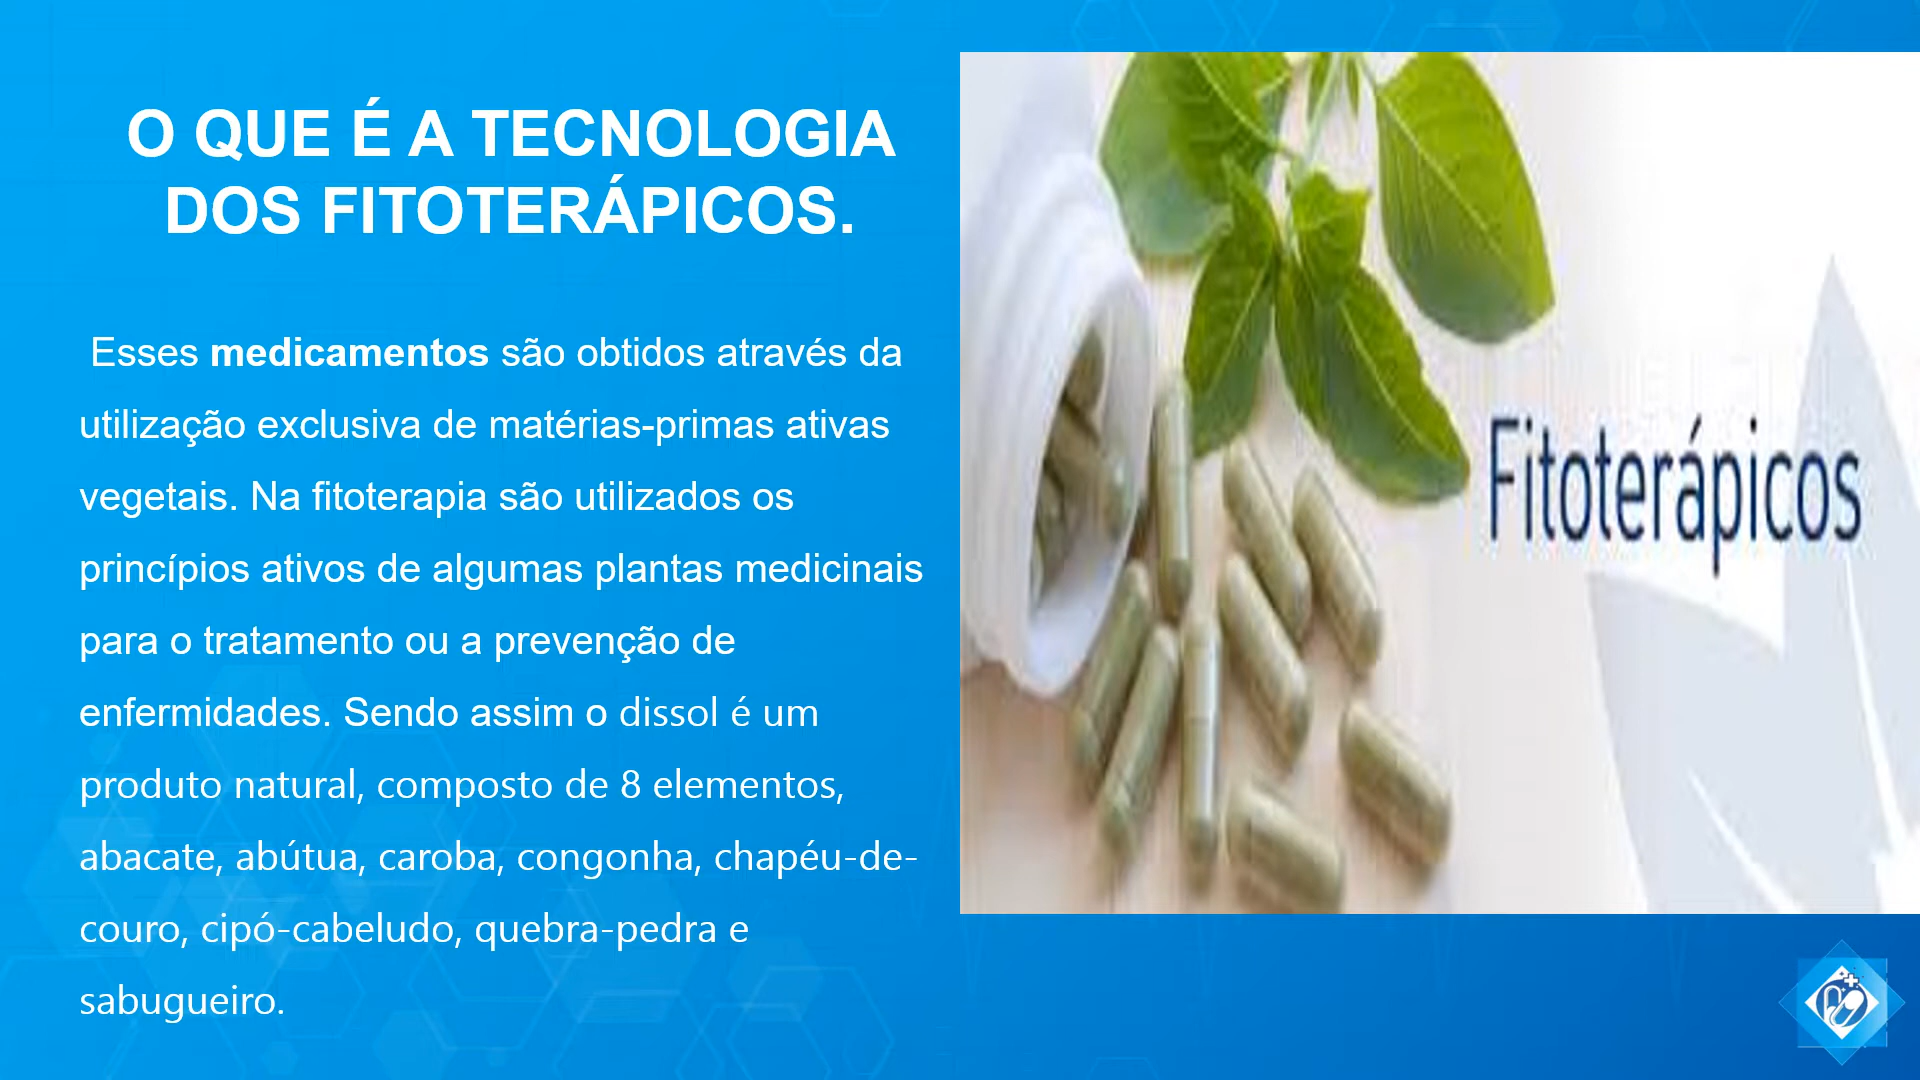 O QUE É A TECNOLOGIA
DOS FITOTERÁPICOS.
Esses medicamentos são obtidos através da
utilização exclusiva de matérias-primas ativas
vegetais. Na fitoterapia são utilizados os
princípios ativos de algumas plantas medicinais
para o tratamento ou a prevenção de
enfermidades. Sendo assim o dissol é um
produto natural, composto de 8 elementos,
abacate, abútua, caroba, congonha, chapéu-de-
couro, cipó-cabeludo, quebra-pedra e
sabugueiro.
Fitoterápicos